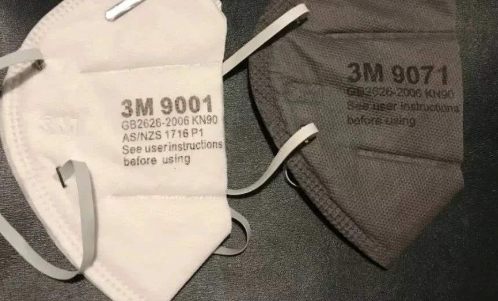 3M 9001
GB2626-2006 KN90
AS/NZS 1716 P1
See user instructions
before using
3M 9071
GB2626-2006 KN90
See user instructions
before using